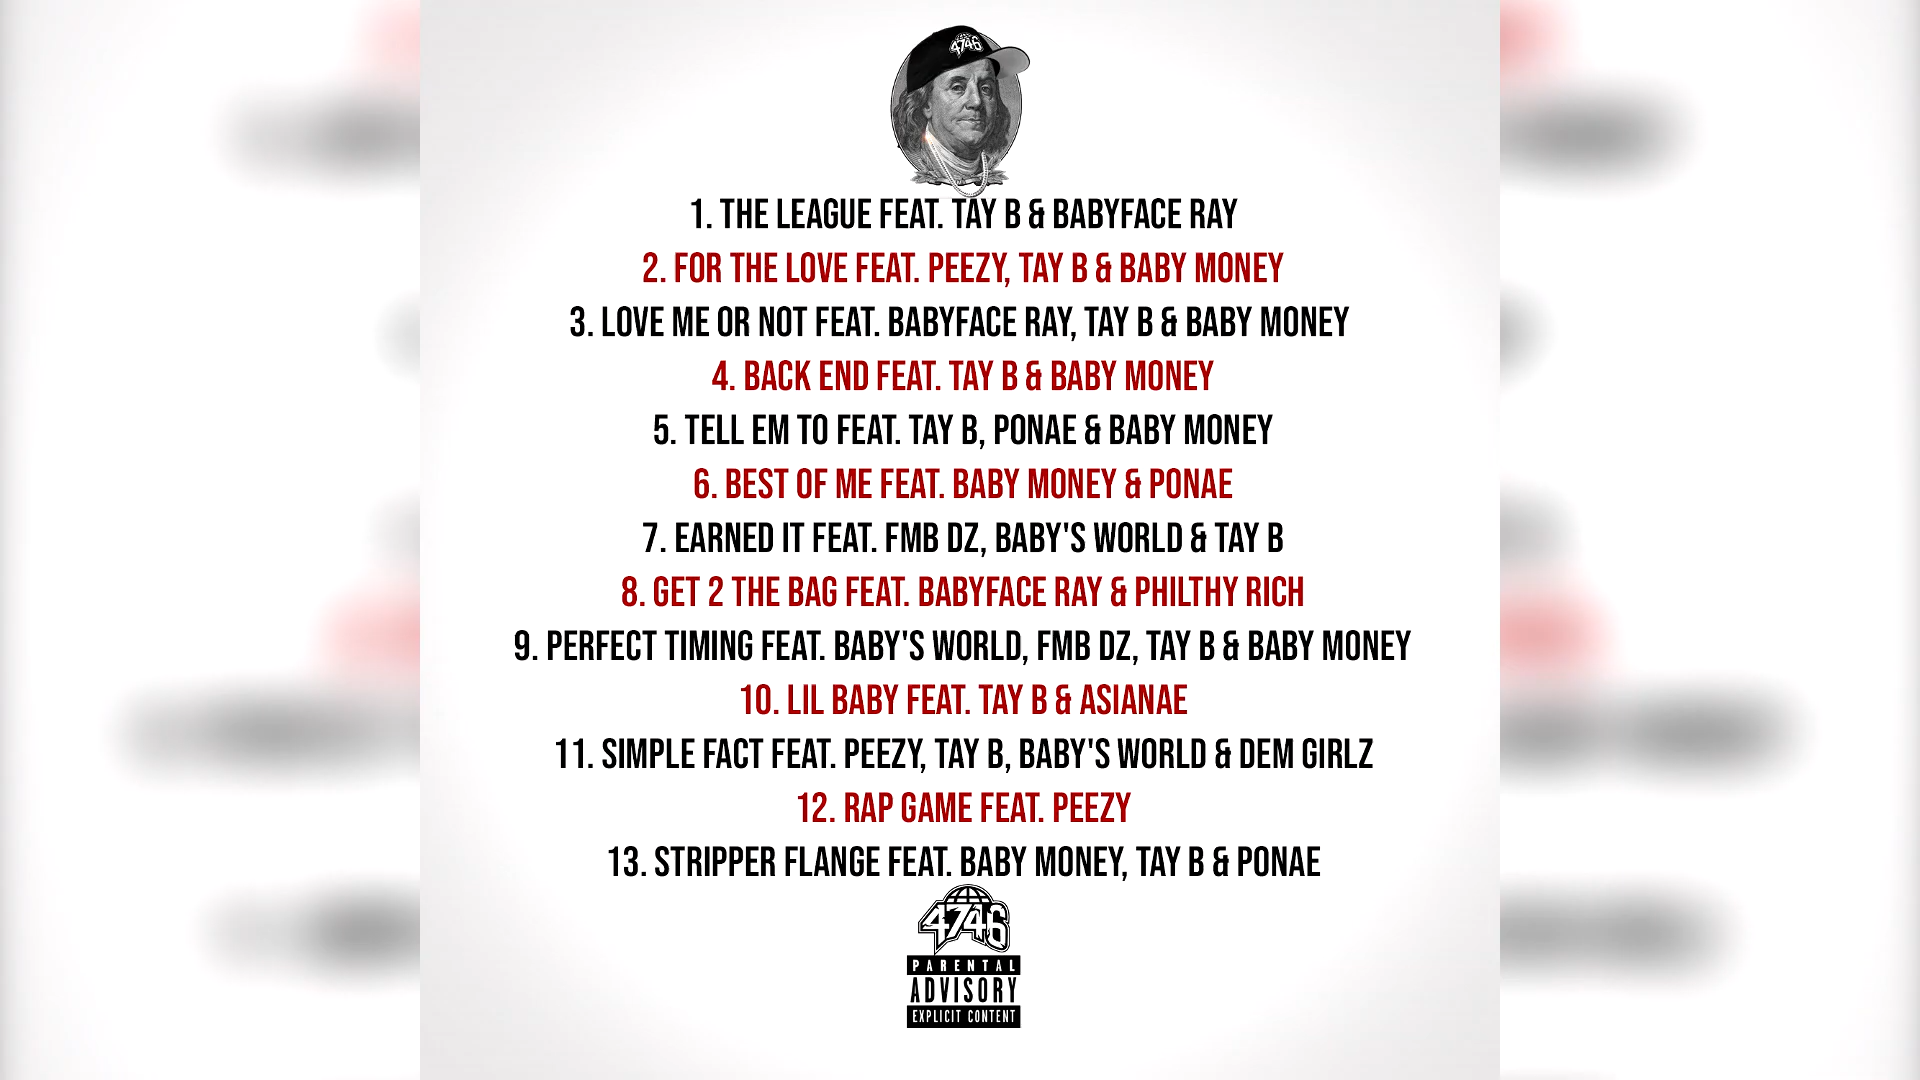 4746
1. THE LEAGUE FEAT. TAY B & BABYFACE RAY
2. FOR THE LOVE FEAT. PEEZY, TAY B & BABY MONEY
3. LOVE ME OR NOT FEAT. BABYFACE RAY, TAY B & BABY MONEY
4. BACK END FEAT. TAY B & BABY MONEY
5. TELL EM TO FEAT. TAY B, PONAE & BABY MONEY
6. BEST OF ME FEAT. BABY MONEY & PONAE
7. EARNED IT FEAT. FMB DZ, BABY'S WORLD & TAY B
8. GET 2 THE BAG FEAT. BABYFACE RAY & PHILTHY RICH
9. PERFECT TIMING FEAT. BABY'S WORLD, FMB DZ, TAY B & BABY MONEY
10. LIL BABY FEAT. TAY B & ASIANAE
11. SIMPLE FACT FEAT. PEEZY, TAY B, BABY'S WORLD & DEM GIRLZ
12. RAP GAME FEAT. PEEZY
13. STRIPPER FLANGE FEAT. BABY MONEY, TAY B & PONAE
4746
PARENTAL
ADVISORY
EXPLICIT CONTENT